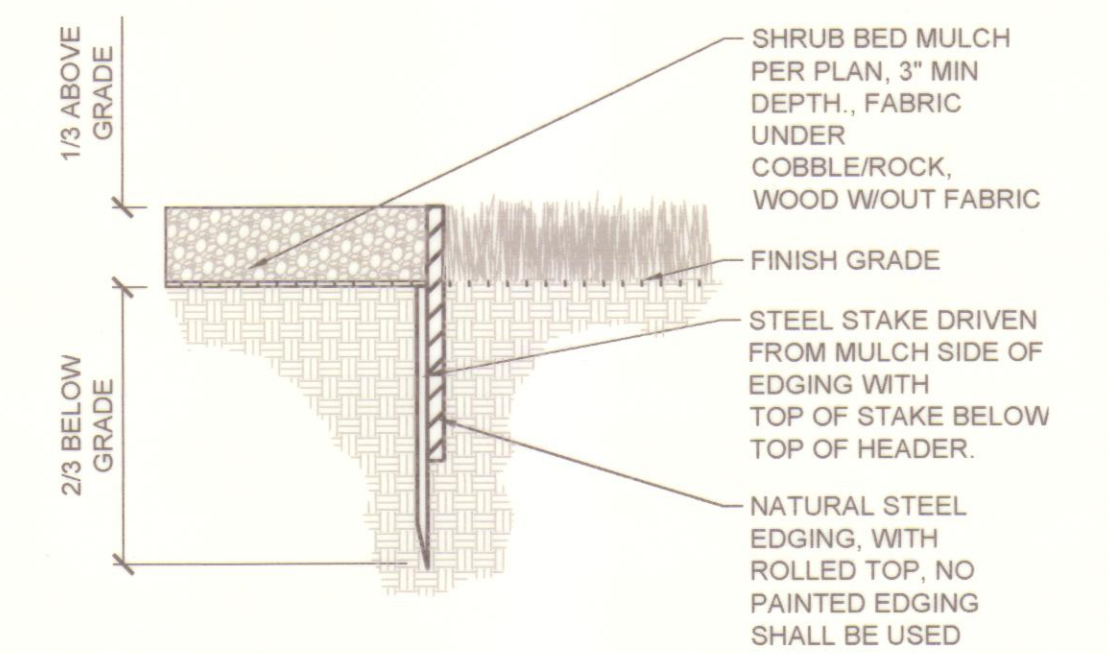 1/3 ABOVE
GRADE
2/3 BELOW
GRADE
SHRUB BED MULCH
PER PLAN, 3" MIN
DEPTH., FABRIC
UNDER
COBBLE/ROCK,
WOOD W/OUT FABRIC
FINISH GRADE
STEEL STAKE DRIVEN
FROM MULCH SIDE OF
EDGING WITH
TOP OF STAKE BELOW
TOP OF HEADER.
NATURAL STEEL
EDGING, WITH
ROLLED TOP, NO
PAINTED EDGING
SHALL BE USED